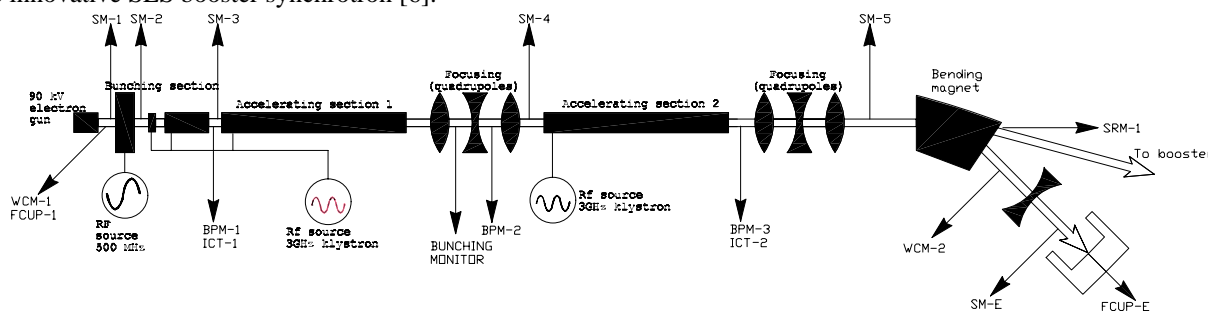 innovative SLS booster synchrotron [6].
SM-1 SM-2 SM-3 SM-4 SM-5
Bunching section
90 kV
electron
gun
Accelerating section 1
Focusing
(quadrupoles)
Accelerating section 2
Focusing
(quadrupoles)
Bending
magnet
SRM-1
To booster
WCM-1
FCUP-1
RF
source
500 MHz
BPM-1
ICT-1
Rf source
3GHz klystron
BUNCHING
MONITOR
BPM-2
Rf source
3GHz klystron
BPM-3
ICT-2
WCM-2
SM-E
FCUP-E